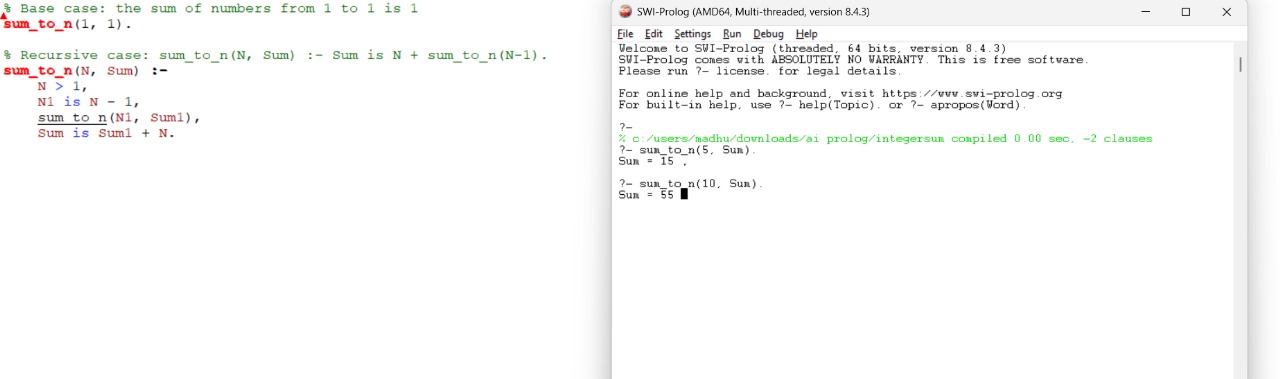 % Base case: the sum of numbers from 1 to 1 is 1
sum_to_n(1, 1).
% Recursive case: sum_to_n(N, Sum) :- Sum is N + sum_to_n(N-1).
sum_to_n(N, Sum) :-
N > 1,
N1 is N - 1,
sum_to_n(N1, Sum1),
Sum is Sum1 + N.
SWI-Prolog (AMD64, Multi-threaded, version 8.4.3)
File Edit Settings Run Debug Help
Welcome to SWI-Prolog (threaded, 64 bits, version 8.4.3)
SWI-Prolog comes with ABSOLUTELY NO WARRANTY. This is free software.
Please run ?- license. for legal details.
For online help and background, visit https://www.swi-prolog.org
For built-in help, use ?- help(Topic). or ?- apropos(Word).
?-
% c:/users/madhu/downloads/ai prolog/integersum compiled 0.00 sec, -2 clauses
?- sum_to_n(5, Sum).
Sum = 15 .
?- sum_to_n(10, Sum).
Sum = 55